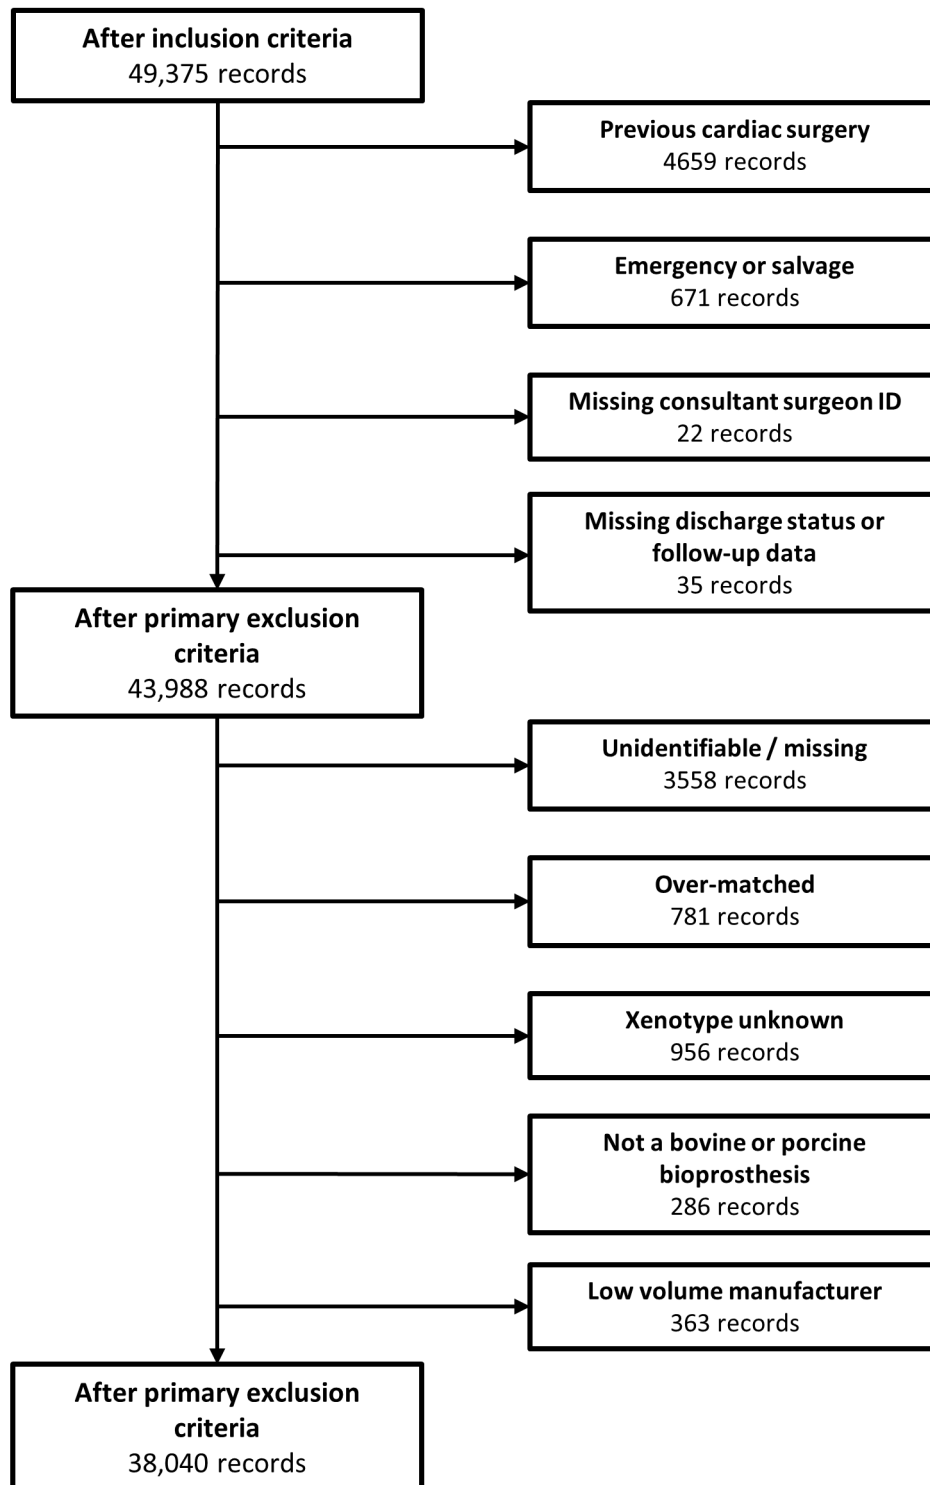 After inclusion criteria
49,375 records
Previous cardiac surgery
4659 records
Emergency or salvage
671 records
Missing consultant surgeon ID
22 records
Missing discharge status or
follow-up data
35 records
After primary exclusion
criteria
43,988 records
Unidentifiable / missing
3558 records
Over-matched
781 records
Xenotype unknown
956 records
Not a bovine or porcine
bioprosthesis
286 records
Low volume manufacturer
363 records
After primary exclusion
criteria
38,040 records